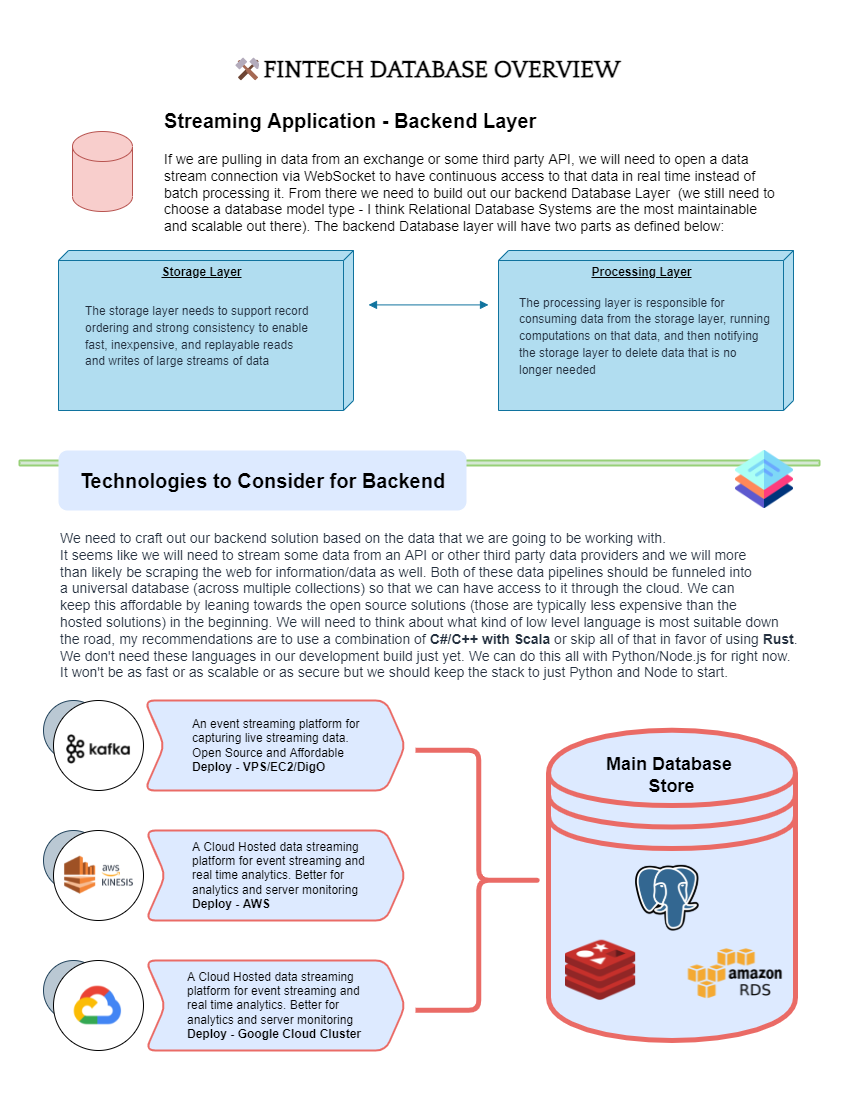 FINTECH DATABASE OVERVIEW
Streaming Application - Backend Layer
If we are pulling in data from an exchange or some third party API, we will need to open a data
stream connection via WebSocket to have continuous access to that data in real time instead of
batch processing it. From there we need to build out our backend Database Layer (we still need to
choose a database model type - I think Relational Database Systems are the most maintainable
and scalable out there). The backend Database layer will have two parts as defined below:
Storage Layer
The storage layer needs to support record
ordering and strong consistency to enable
fast, inexpensive, and replayable reads
and writes of large streams of data
Processing Layer
The processing layer is responsible for
consuming data from the storage layer, running
computations on that data, and then notifying
the storage layer to delete data that is no
longer needed
Technologies to Consider for Backend
We need to craft out our backend solution based on the data that we are going to be working with.
It seems like we will need to stream some data from an API or other third party data providers and we will more
than likely be scraping the web for information/data as well. Both of these data pipelines should be funneled into
a universal database (across multiple collections) so that we can have access to it through the cloud. We can
keep this affordable by leaning towards the open source solutions (those are typically less expensive than the
hosted solutions) in the beginning. We will need to think about what kind of low level language is most suitable down
the road, my recommendations are to use a combination of C#/C++ with Scala or skip all of that in favor of using Rust.
We don't need these languages in our development build just yet. We can do this all with Python/Node.js for right now.
It won't be as fast or as scalable or as secure but we should keep the stack to just Python and Node to start.
kafka
An event streaming platform for
capturing live streaming data.
Open Source and Affordable
Deploy - VPS/EC2/DigO
aws
KINESIS
A Cloud Hosted data streaming
platform for event streaming and
real time analytics. Better for
analytics and server monitoring
Deploy - AWS
A Cloud Hosted data streaming
platform for event streaming and
real time analytics. Better for
analytics and server monitoring
Deploy - Google Cloud Cluster
Main Database
Store
amazon
RDS